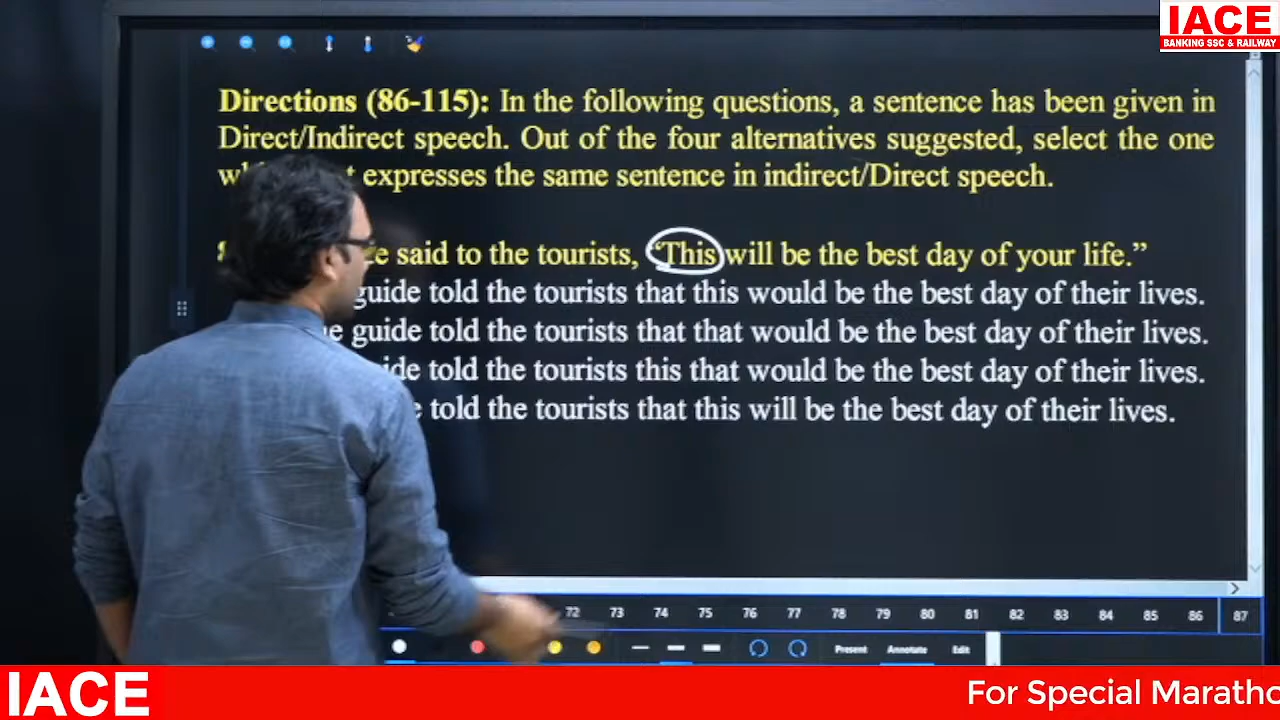 IACE
BANKING SSC & RAILWAY
Directions (86-115): In the following questions, a sentence has been given in
Direct/Indirect speech. Out of the four alternatives suggested, select the one
expresses the same sentence in indirect/Direct speech.
said to the tourists, “This will be the best day of your life.”
guide told the tourists that this would be the best day of their lives.
guide told the tourists that that would be the best day of their lives.
told the tourists this that would be the best day of their lives.
told the tourists that this will be the best day of their lives.
72 73 74 75 76 77 78 79 80 81 82 83 84 85 86 87
Present Annotate Edit
IACE
For Special Maratho